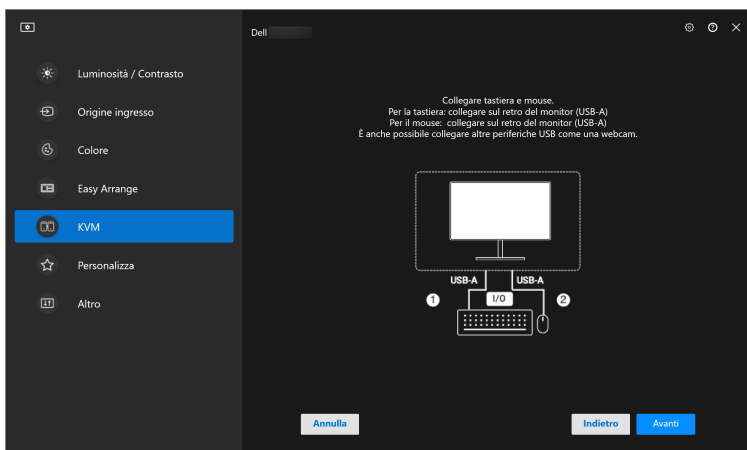 Dell
Luminosità / Contrasto
Origine ingresso
Colore
Easy Arrange
KVM
Personalizza
Altro
Collegare tastiera e mouse.
Per la tastiera: collegare sul retro del monitor (USB-A)
Per il mouse: collegare sul retro del monitor (USB-A)
È anche possibile collegare altre periferiche USB come una webcam.
USB-A USB-A
1 I/O 2
Annulla Indietro Avanti